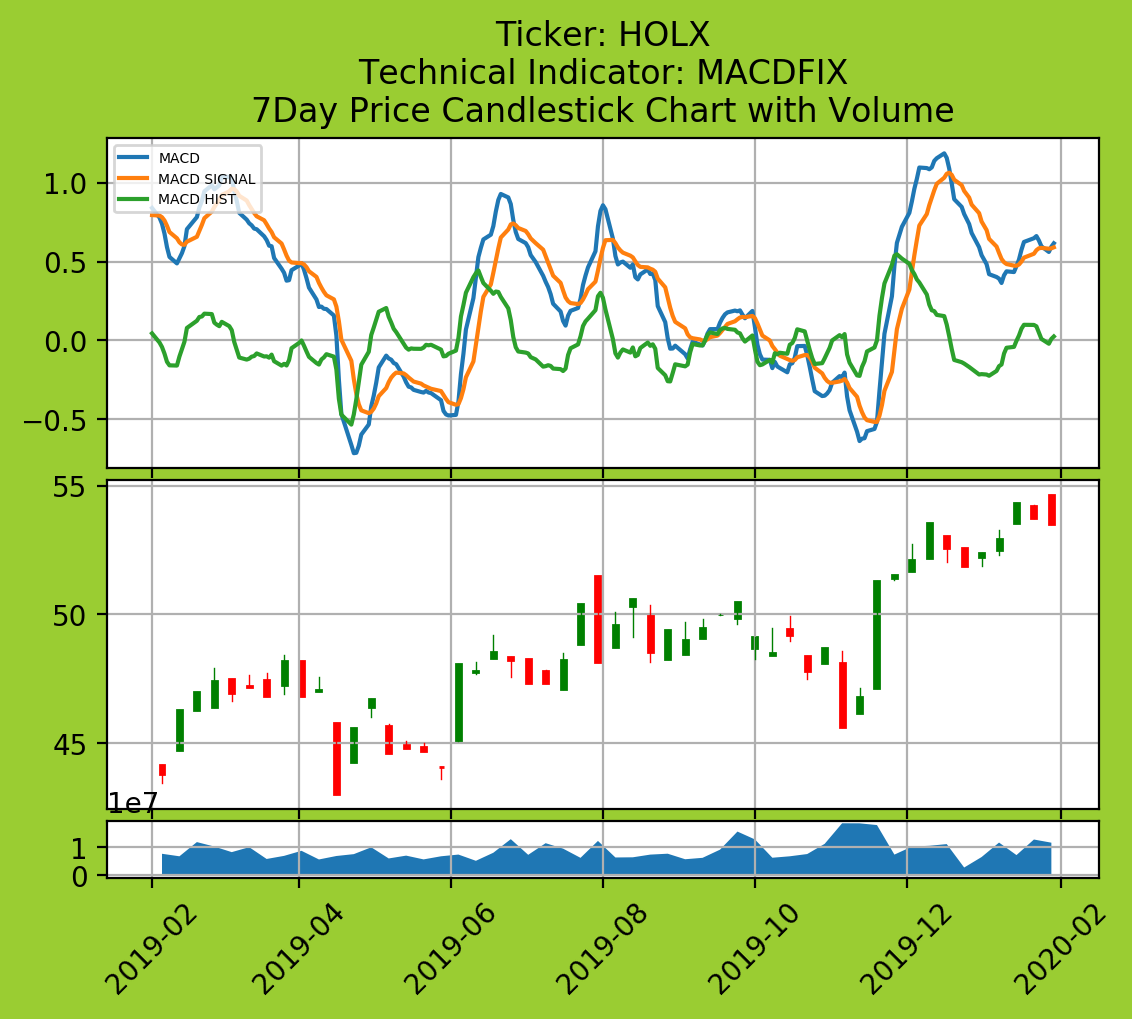 Ticker: HOLX
Technical Indicator: MACDFIX
7Day Price Candlestick Chart with Volume
MACD
MACD SIGNAL
MACD HIST
1.0
0.5
0.0
−0.5
55
50
45
1e7
1
0
2019-02
2019-04
2019-06
2019-08
2019-10
2019-12
2020-02